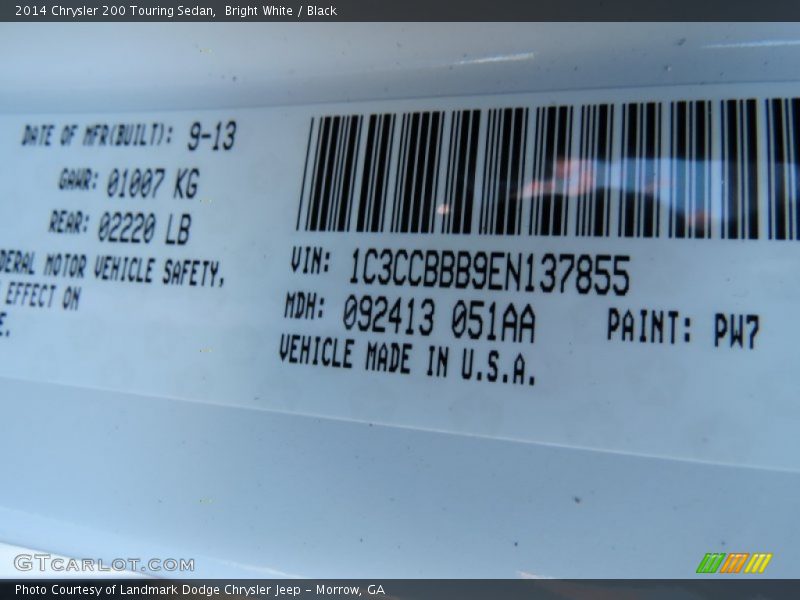 2014 Chrysler 200 Touring Sedan,  Bright White / Black
DATE OF MFR(BUILT): 9-13
GAWR: 01007 KG
REAR: 02220 LB
DERAL MOTOR VEHICLE SAFETY,
EFFECT ON
E.
VIN: 1C3CCBBB9EN137855
MDH: 092413 051AA PAINT: PW7
VEHICLE MADE IN U.S.A.
GTCARLOT.COM
Photo Courtesy of Landmark Dodge Chrysler Jeep – Morrow, GA